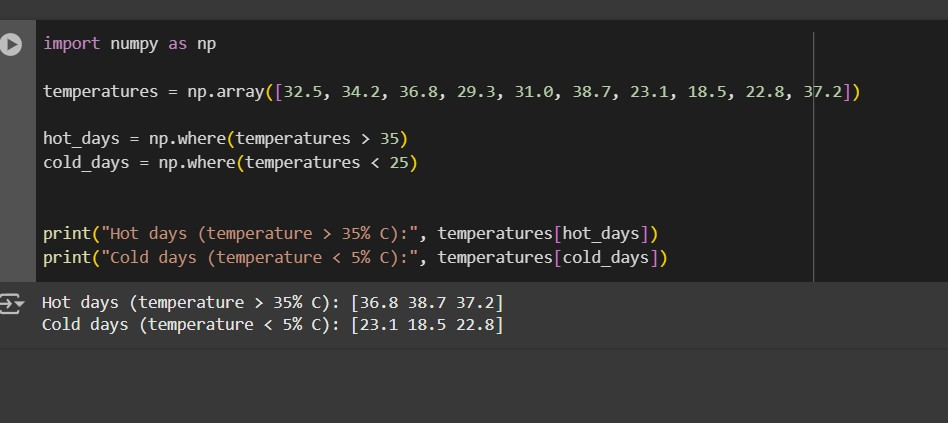 import numpy as np
temperatures = np.array([32.5, 34.2, 36.8, 29.3, 31.0, 38.7, 23.1, 18.5, 22.8, 37.2])
hot_days = np.where(temperatures > 35)
cold_days = np.where(temperatures < 25)
print("Hot days (temperature > 35% C):", temperatures[hot_days])
print("Cold days (temperature < 5% C):", temperatures[cold_days])
Hot days (temperature > 35% C): [36.8 38.7 37.2]
Cold days (temperature < 5% C): [23.1 18.5 22.8]